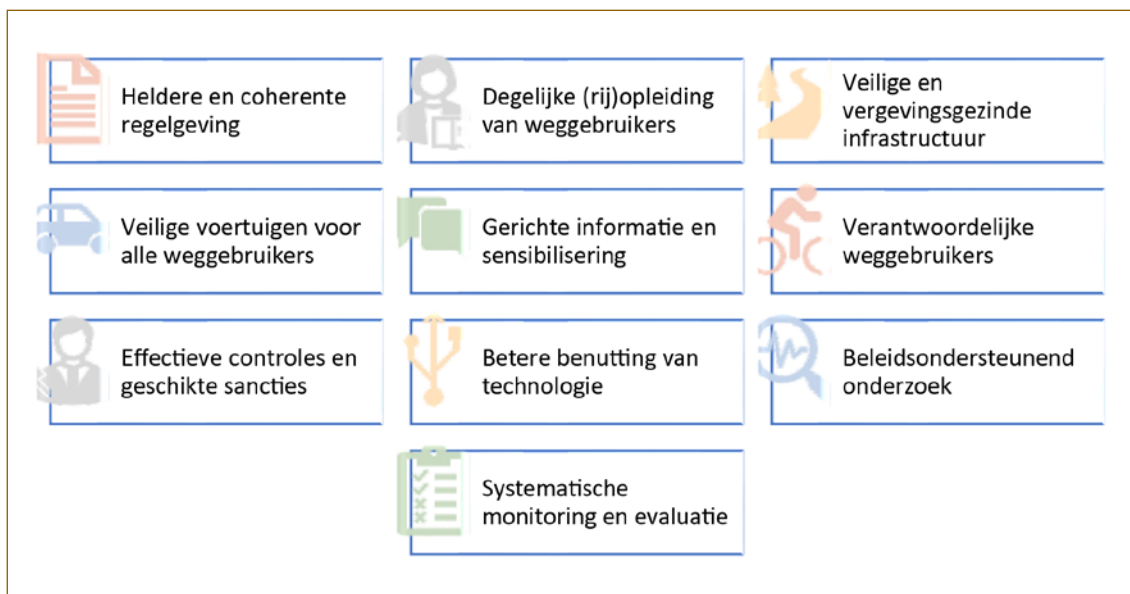 Heldere en coherente
regelgeving
Degelijke (rij)opleiding
van weggebruikers
Veilige en
vergevingsgezinde
infrastructuur
Veilige voertuigen voor
alle weggebruikers
Gerichte informatie en
sensibilisering
Verantwoordelijke
weggebruikers
Effectieve controles en
geschikte sancties
Betere benutting van
technologie
Beleidsondersteunend
onderzoek
Systematische
monitoring en evaluatie